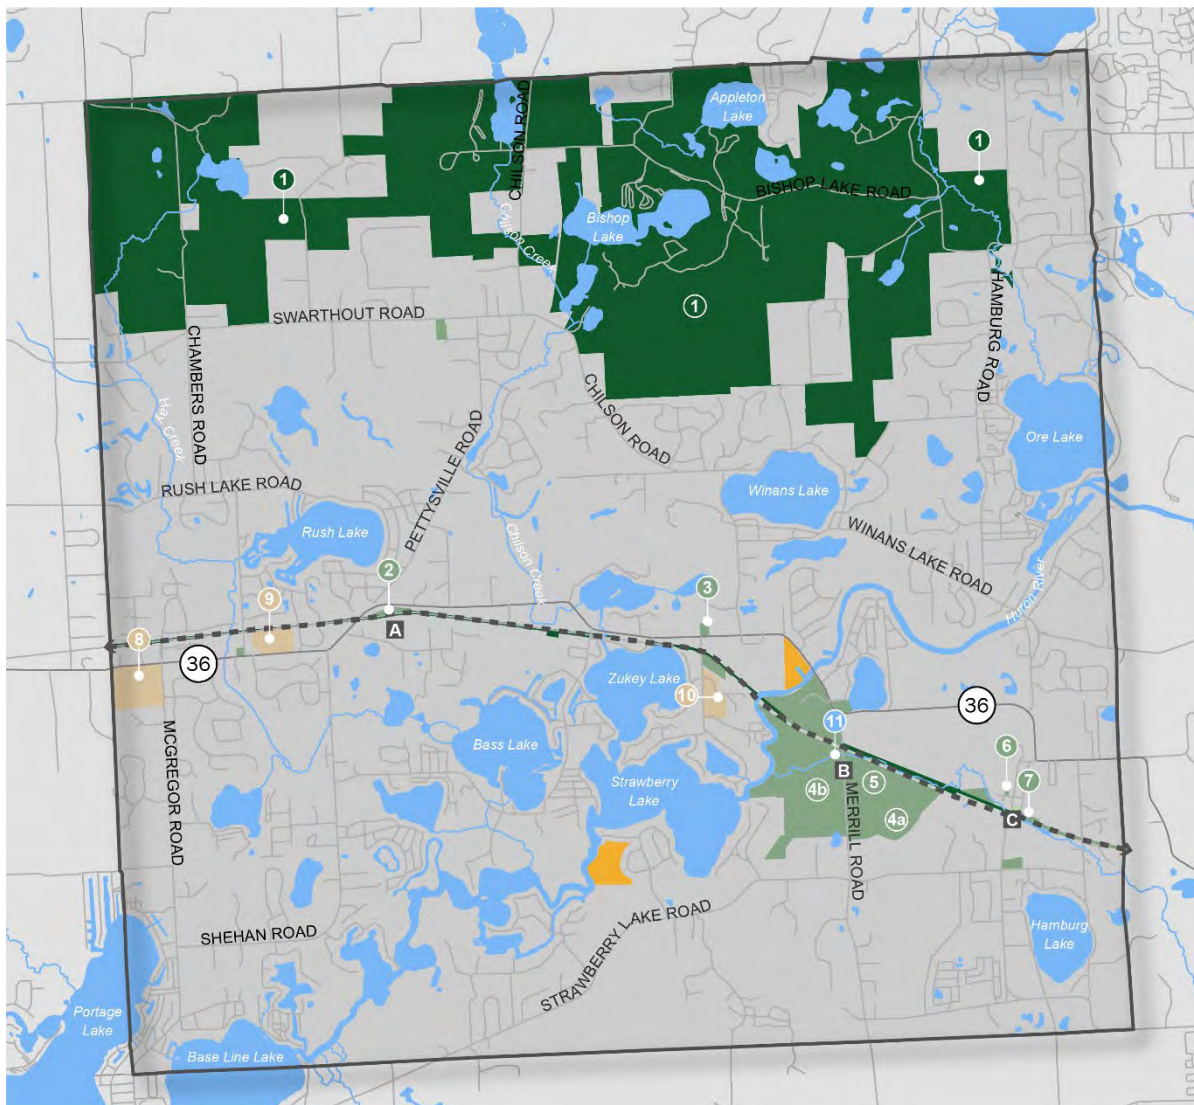 Appleton
Lake
CHILSON ROAD
1
1
BISHOP LAKE ROAD
Bishop
Lake
Chilson Creek
1
SWARTHOUT ROAD
HAMBURG ROAD
CHAMBERS ROAD
CHILSON ROAD
Hay Creek
Ore Lake
PETTYSVILLE ROAD
RUSH LAKE ROAD
Winans Lake
Rush Lake
WINANS LAKE ROAD
Chilson Creek
Huron River
2
9
3
8
A
36
Zukey Lake
10
36
11
Bass Lake
MCGREGOR ROAD
B
6
Strawberry
Lake
4b
5
7
MERRILL ROAD
4a
C
STRAWBERRY LAKE ROAD
SHEHAN ROAD
Hamburg
Lake
Portage
Lake
Base Line Lake